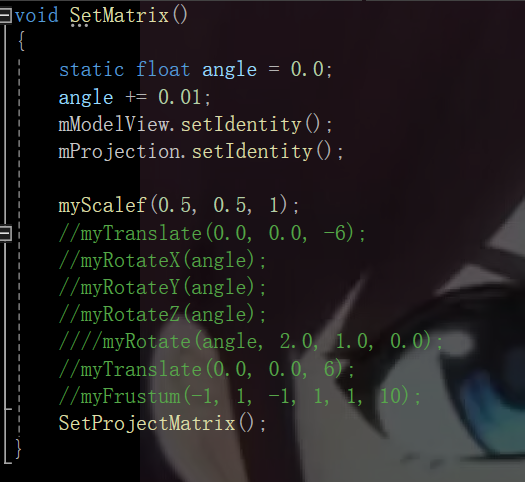 void SetMatrix()
{
static float angle = 0.0;
angle += 0.01;
mModelView.setIdentity();
mProjection.setIdentity();
myScalef(0.5, 0.5, 1);
//myTranslate(0.0, 0.0, -6);
//myRotateX(angle);
//myRotateY(angle);
//myRotateZ(angle);
////myRotate(angle, 2.0, 1.0, 0.0);
//myTranslate(0.0, 0.0, 6);
//myFrustum(-1, 1, -1, 1, 1, 10);
SetProjectMatrix();
}